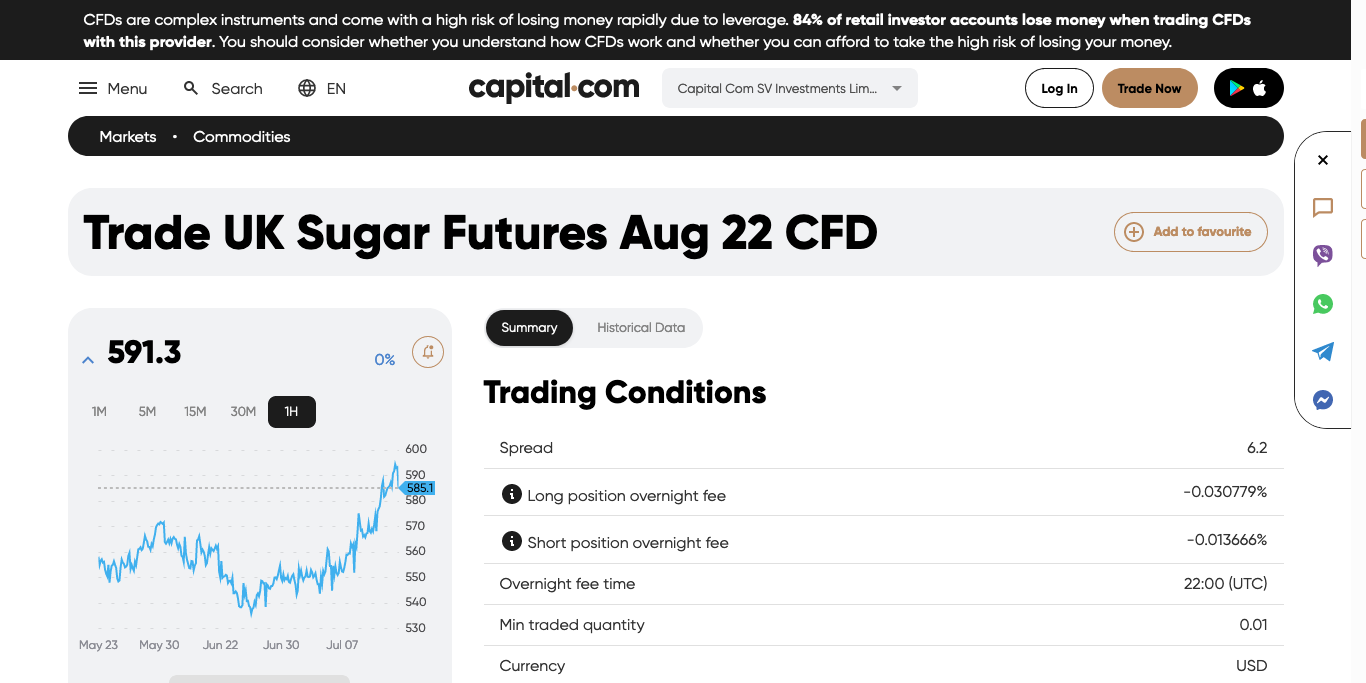 CFDs are complex instruments and come with a high risk of losing money rapidly due to leverage. 84% of retail investor accounts lose money when trading CFDs
with this provider. You should consider whether you understand how CFDs work and whether you can afford to take the high risk of losing your money.
Menu Search EN capital.com Capital Com SV Investments Lim... Log In Trade Now
Markets • Commodities
Trade UK Sugar Futures Aug 22 CFD
Add to favourite
591.3
0%
1M 5M 15M 30M 1H
600
590
585.1
580
570
560
550
540
530
May 23 May 30 Jun 22 Jun 30 Jul 07
Summary Historical Data
Trading Conditions
Spread 6.2
Long position overnight fee -0.030779%
Short position overnight fee -0.013666%
Overnight fee time 22:00 (UTC)
Min traded quantity 0.01
Currency USD